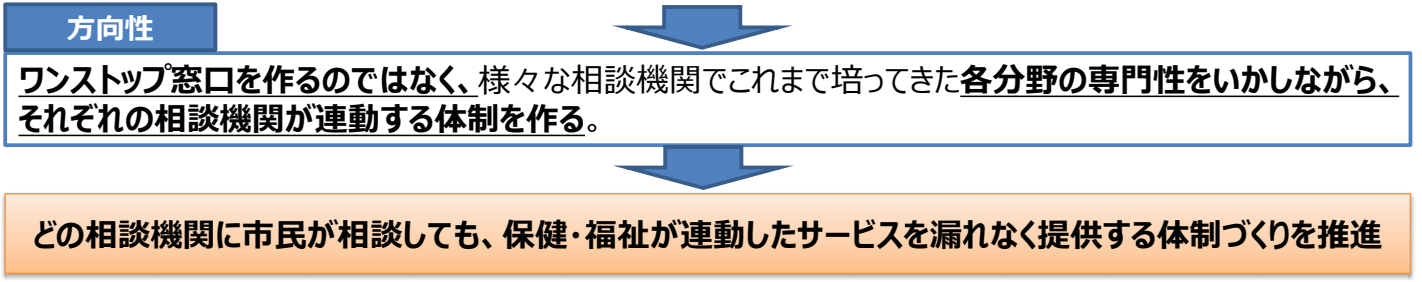 方向性
ワンストップ窓口を作るのではなく、様々な相談機関でこれまで培ってきた各分野の専門性をいかしながら、
それぞれの相談機関が連動する体制を作る。
どの相談機関に市民が相談しても、保健・福祉が連動したサービスを漏れなく提供する体制づくりを推進